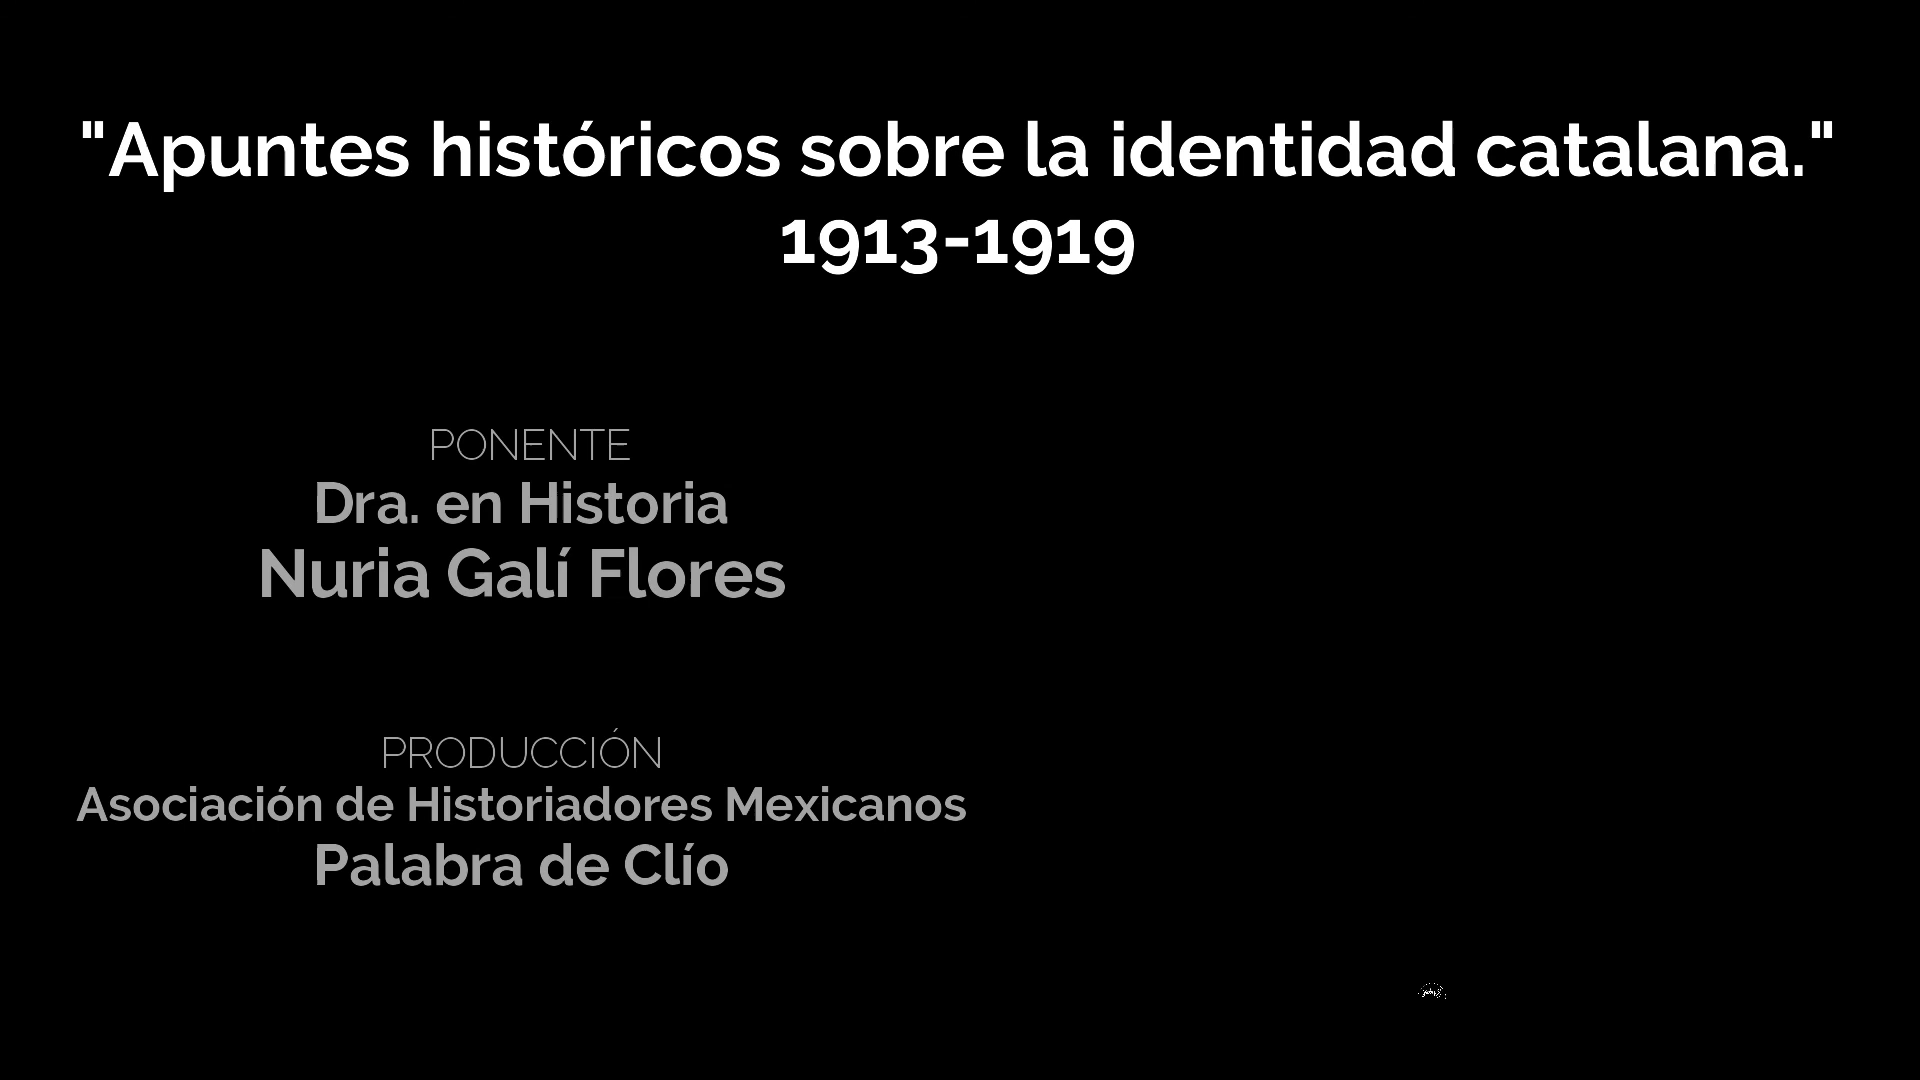 "Apuntes históricos sobre la identidad catalana."
1913-1919
PONENTE
Dra. en Historia
Nuria Galí Flores
PRODUCCIÓN
Asociación de Historiadores Mexicanos
Palabra de Clío